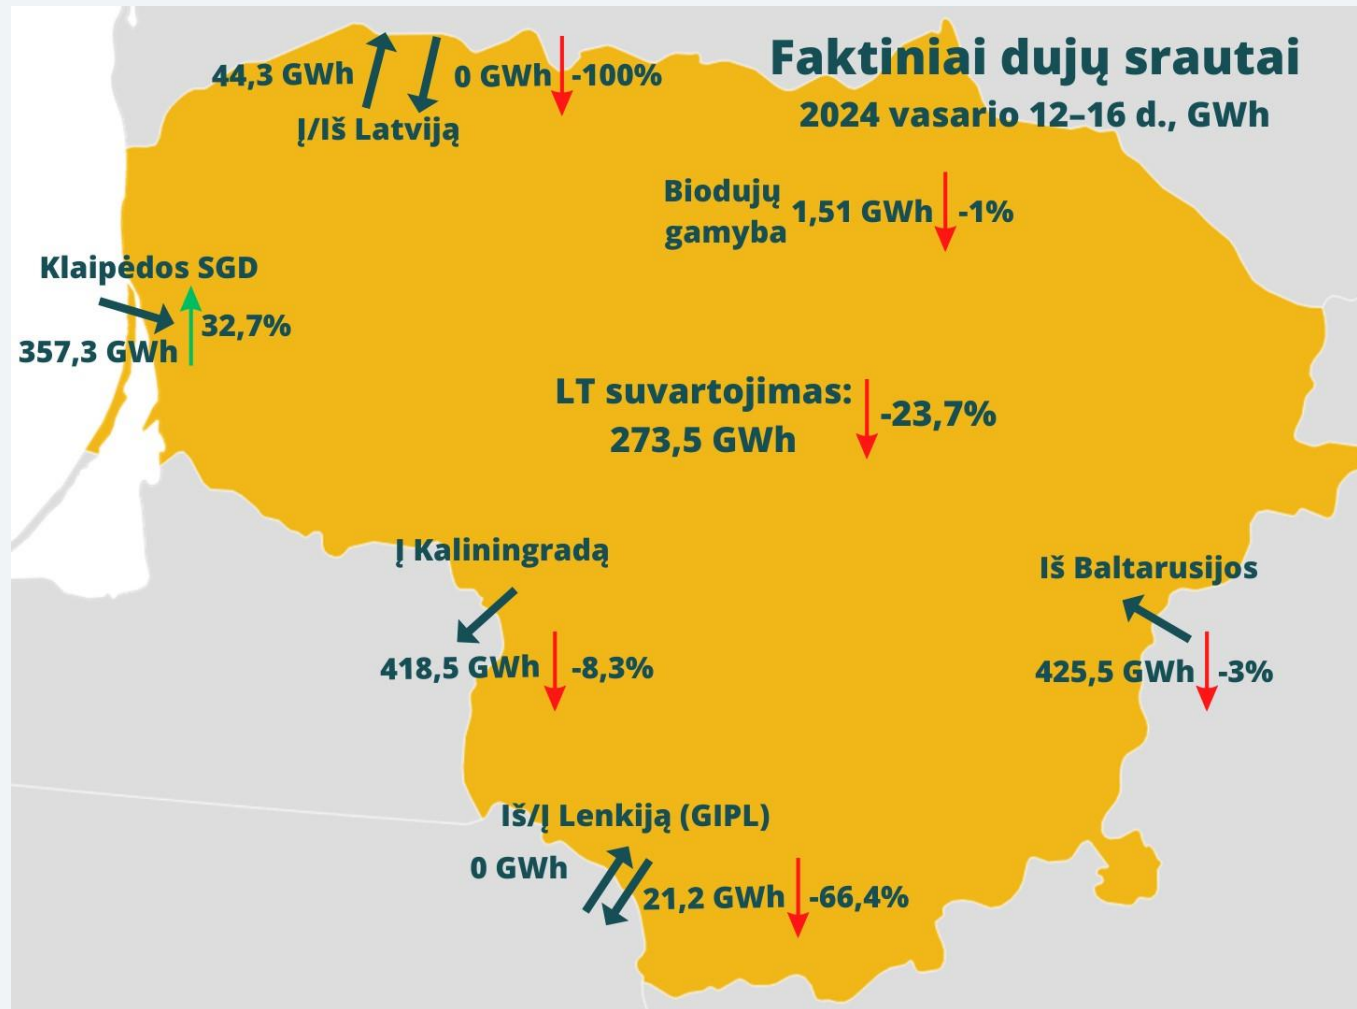 Faktiniai dujų srautai
2024 vasario 12–16 d., GWh
44,3 GWh
0 GWh
-100%
Į/Iš Latviją
Biodujų
gamyba
1,51 GWh
-1%
Klaipėdos SGD
32,7%
357,3 GWh
LT suvartojimas:
273,5 GWh
-23,7%
Į Kaliningradą
418,5 GWh
-8,3%
Iš Baltarusijos
425,5 GWh
-3%
Iš/Į Lenkiją (GIPL)
0 GWh
21,2 GWh
-66,4%